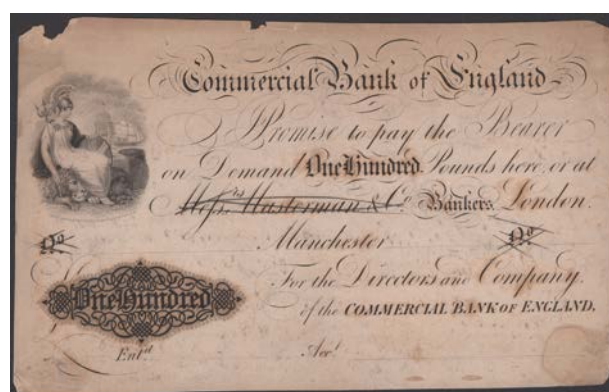 Commercial Bank of England
I Promise to pay the Bearer
on Demand One Hundred Pounds here, or at
Messrs Masterman & Co. Bankers London.
Manchester
No No
For the Directors and Company
One Hundred
of the COMMERCIAL BANK OF ENGLAND.
Entd. Acct.